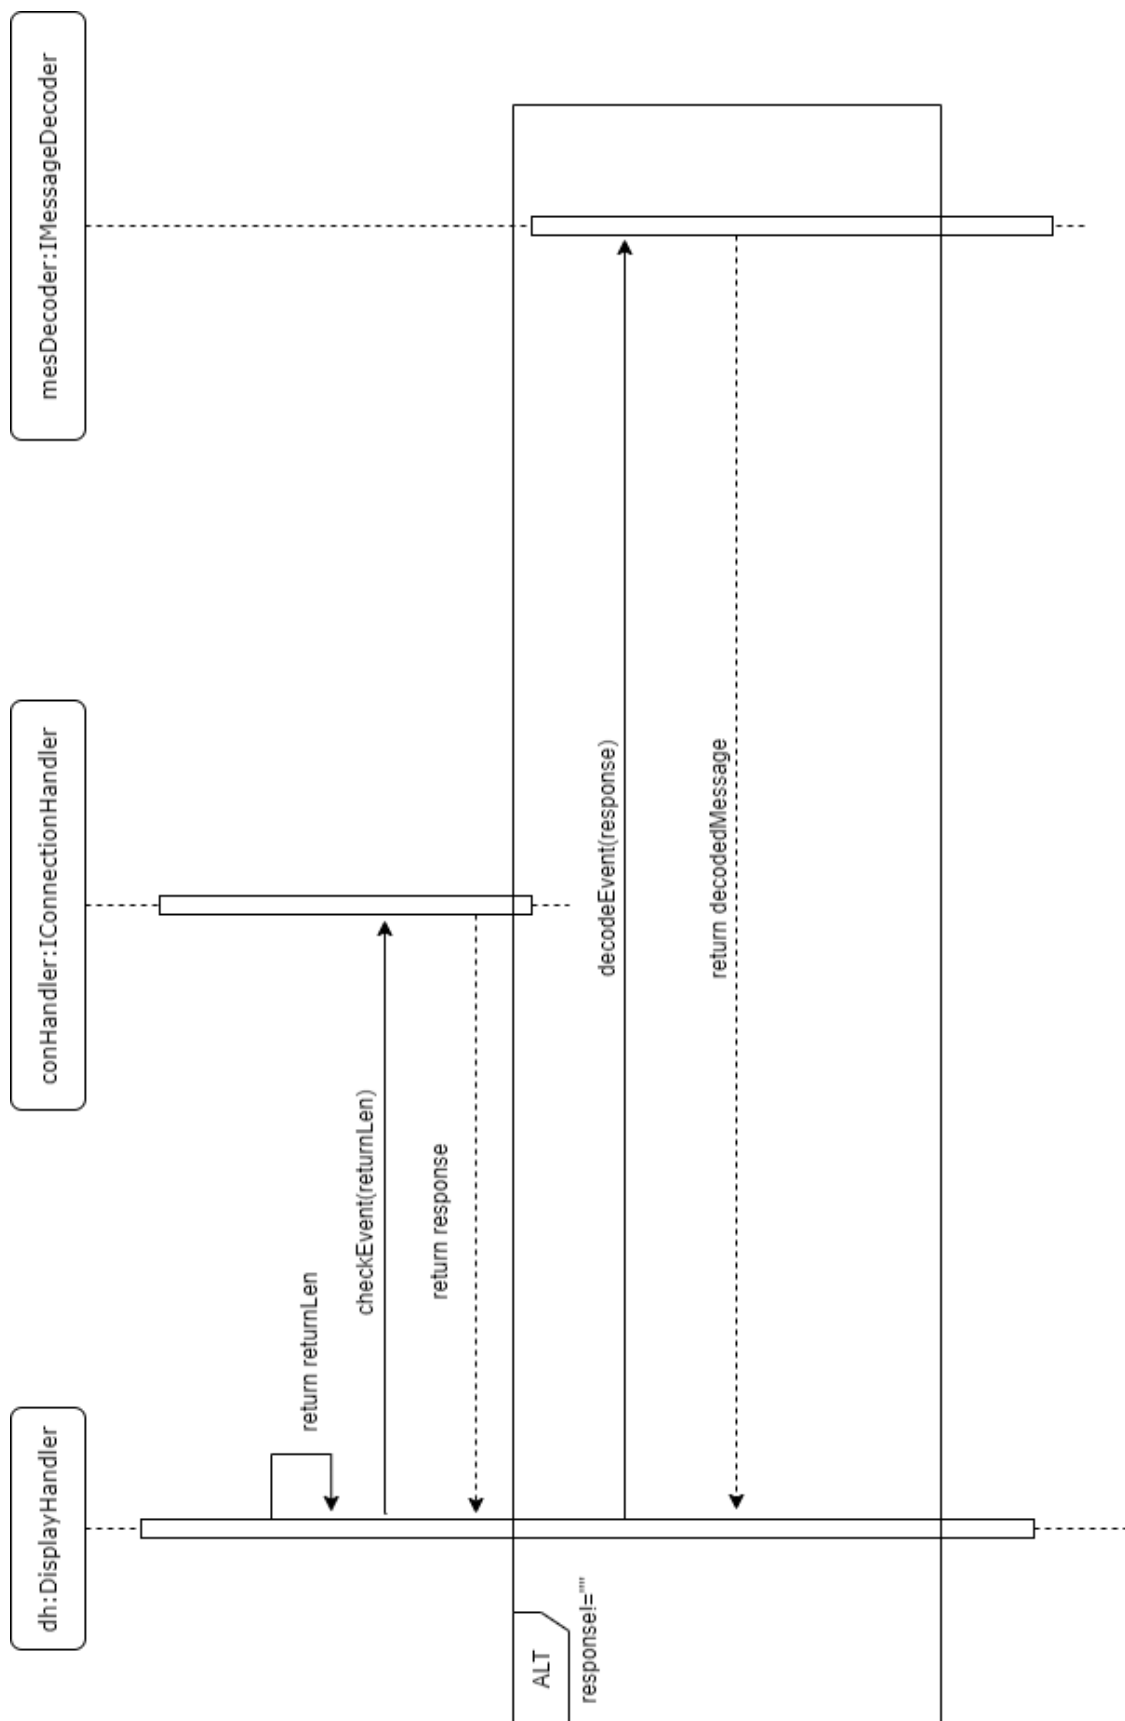 dh:DisplayHandler
conHandler:IConnectionHandler
mesDecoder:IMessageDecoder
return returnLen
checkEvent(returnLen)
return response
ALT
response!=""
decodeEvent(response)
return decodedMessage